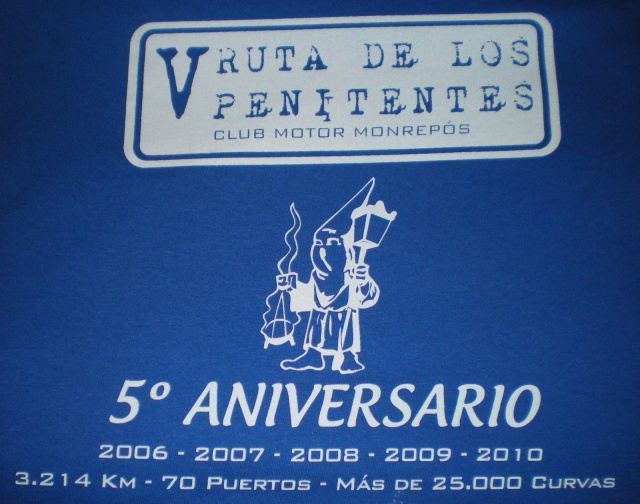 V RUTA DE LOS
PENITENTES
CLUB MOTOR MONREPÓS
5º ANIVERSARIO
2006 - 2007 - 2008 - 2009 - 2010
3.214 KM - 70 PUERTOS - MÁS DE 25.000 CURVAS